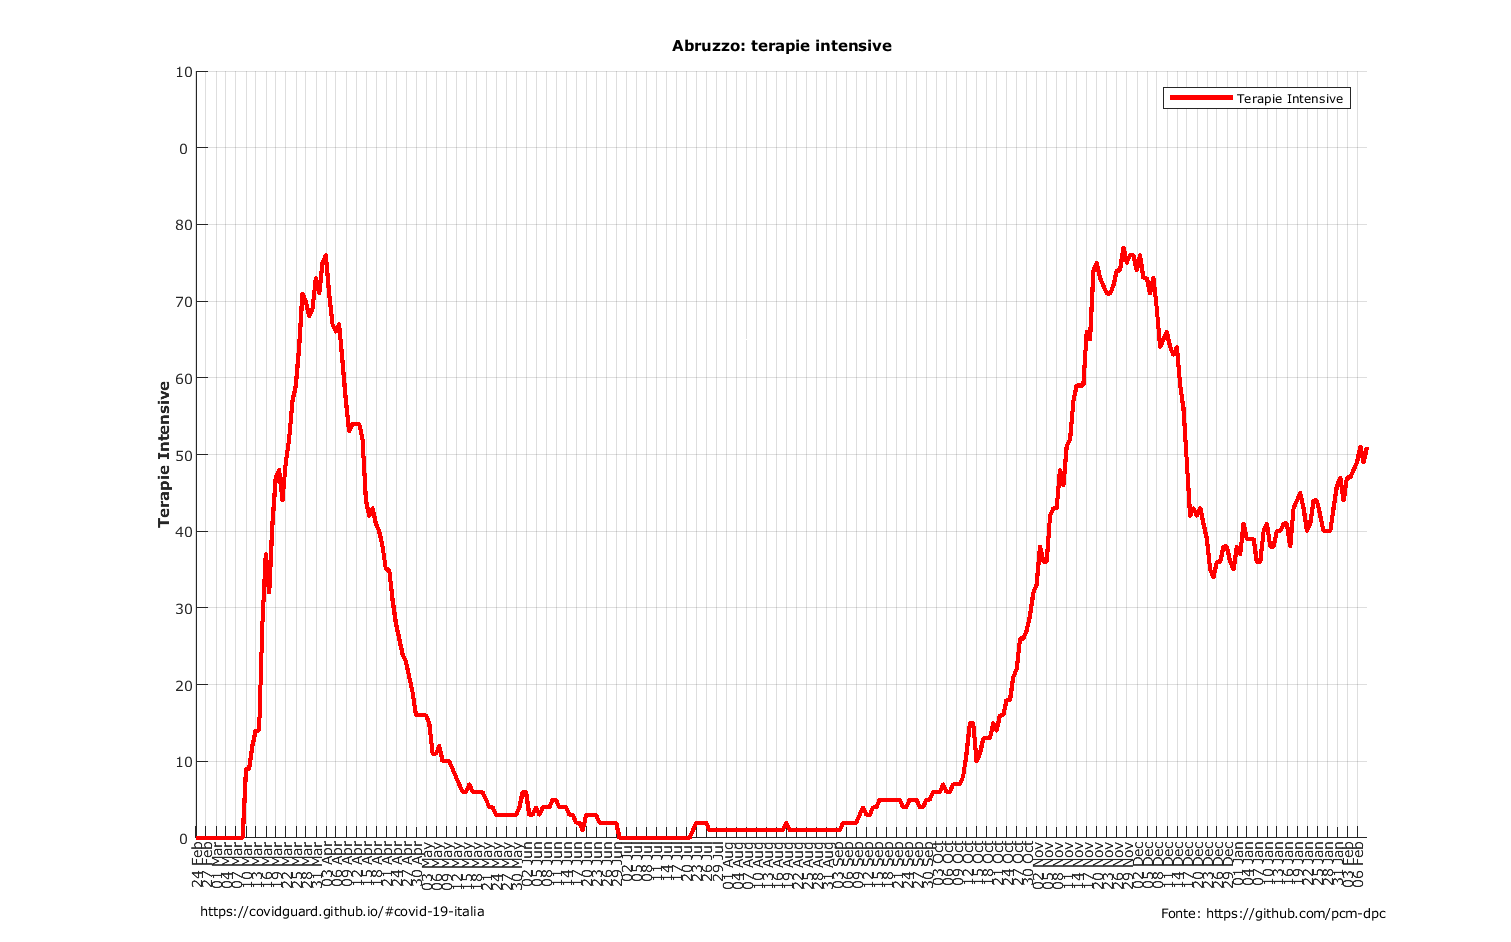 Abruzzo: terapie intensive
Terapie Intensive
10
0
80
70
60
50
40
30
20
10
0
Terapie Intensive
24 Feb
27 Feb
01 Mar
04 Mar
07 Mar
10 Mar
13 Mar
16 Mar
19 Mar
22 Mar
25 Mar
28 Mar
31 Mar
03 Apr
06 Apr
09 Apr
12 Apr
15 Apr
18 Apr
21 Apr
24 Apr
27 Apr
30 Apr
03 May
06 May
09 May
12 May
15 May
18 May
21 May
24 May
27 May
30 May
02 Jun
05 Jun
08 Jun
11 Jun
14 Jun
17 Jun
20 Jun
23 Jun
26 Jun
29 Jun
02 Jul
05 Jul
08 Jul
11 Jul
14 Jul
17 Jul
20 Jul
23 Jul
26 Jul
29 Jul
01 Aug
04 Aug
07 Aug
10 Aug
13 Aug
16 Aug
19 Aug
22 Aug
25 Aug
28 Aug
31 Aug
03 Sep
06 Sep
09 Sep
12 Sep
15 Sep
18 Sep
21 Sep
24 Sep
27 Sep
30 Sep
03 Oct
06 Oct
09 Oct
12 Oct
15 Oct
18 Oct
21 Oct
24 Oct
27 Oct
30 Oct
02 Nov
05 Nov
08 Nov
11 Nov
14 Nov
17 Nov
20 Nov
23 Nov
26 Nov
29 Nov
02 Dec
05 Dec
08 Dec
11 Dec
14 Dec
17 Dec
20 Dec
23 Dec
26 Dec
29 Dec
01 Jan
04 Jan
07 Jan
10 Jan
13 Jan
16 Jan
19 Jan
22 Jan
25 Jan
28 Jan
31 Jan
03 Feb
06 Feb
https://covidguard.github.io/#covid-19-italia
Fonte: https://github.com/pcm-dpc